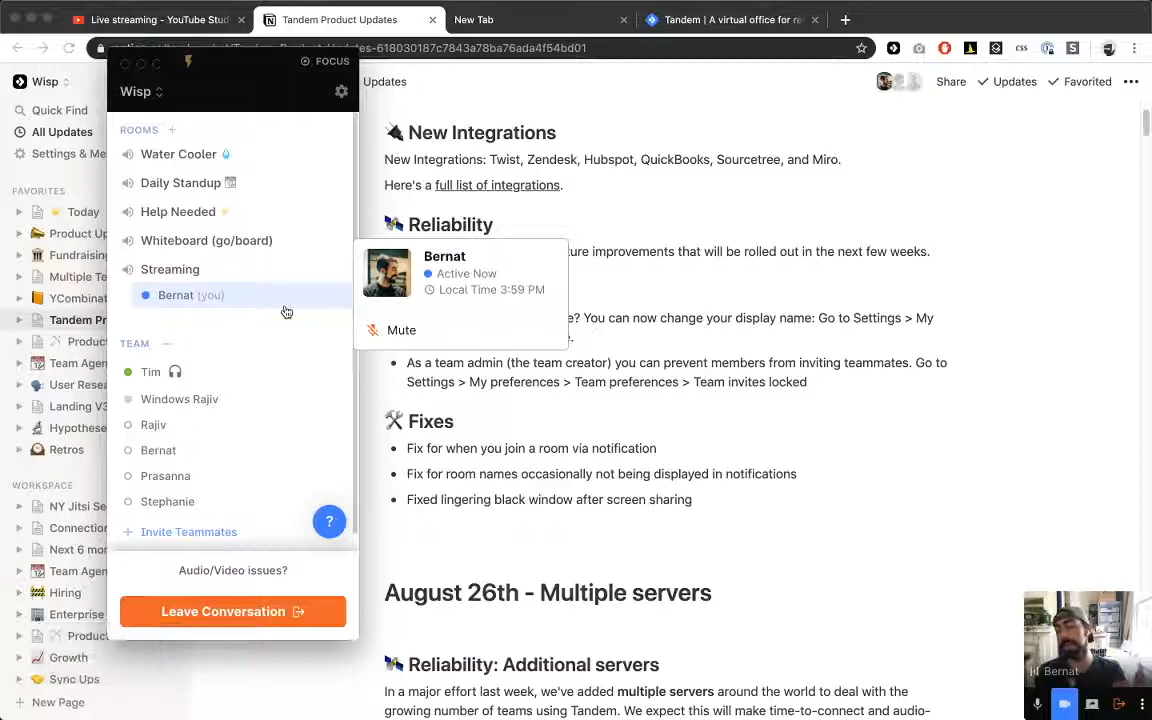 Live streaming - YouTube Stud
Tandem Product Updates
New Tab
Tandem | A virtual office for re
Updates-618030187c7843a78ba76ada4f54bd01
css
S
Wisp
Quick Find
All Updates
Settings & Me
FAVORITES
Today
Product Up
Fundraising
Multiple Te
YCombinat
Tandem Pr
Product
Team Agen
User Resea
Landing V3
Hypothese
Retros
WORKSPACE
NY Jitsi Se
Connection
Next 6 mor
Team Agen
Hiring
Enterprise
Product
Growth
Sync Ups
New Page
FOCUS
Wisp
ROOMS +
Water Cooler
Daily Standup
Help Needed
Whiteboard (go/board)
Streaming
Bernat (you)
TEAM
Tim
Windows Rajiv
Rajiv
Bernat
Prasanna
Stephanie
+ Invite Teammates
?
Audio/Video issues?
Leave Conversation
Bernat
Active Now
Local Time 3:59 PM
Mute
Updates
Share
Updates
Favorited
New Integrations
New Integrations: Twist, Zendesk, Hubspot, QuickBooks, Sourcetree, and Miro.
Here's a full list of integrations.
Reliability
ture improvements that will be rolled out in the next few weeks.
e? You can now change your display name: Go to Settings > My
e.
• As a team admin (the team creator) you can prevent members from inviting teammates. Go to
Settings > My preferences > Team preferences > Team invites locked
Fixes
• Fix for when you join a room via notification
• Fix for room names occasionally not being displayed in notifications
• Fixed lingering black window after screen sharing
August 26th - Multiple servers
Reliability: Additional servers
In a major effort last week, we've added multiple servers around the world to deal with the
growing number of teams using Tandem. We expect this will make time-to-connect and audio-
Bernat